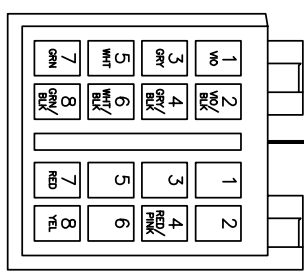 1
VIO
2
VIO/
BLK
1
2
3
GRY
4
GRY/
BLK
3
4
RED/
PINK
5
WHT
6
WHT/
BLK
5
6
7
GRN
8
GRN/
BLK
7
RED
8
YEL